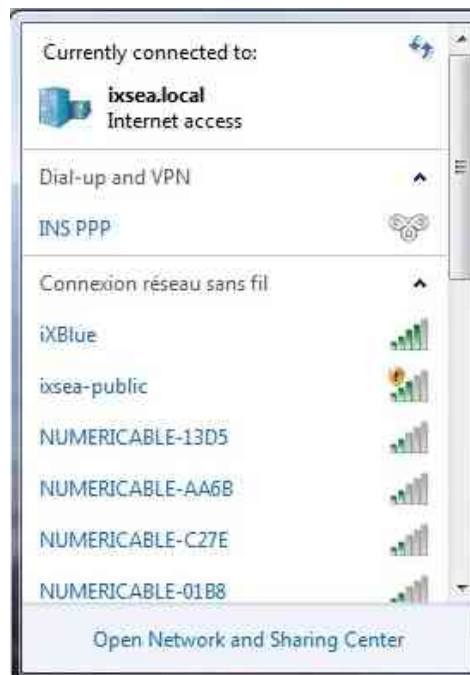 Currently connected to:
ixsea.local
Internet access
Dial-up and VPN
INS PPP
Connexion réseau sans fil
iXBlue
ixsea-public
NUMERICABLE-13D5
NUMERICABLE-AA6B
NUMERICABLE-C27E
NUMERICABLE-01B8
Open Network and Sharing Center